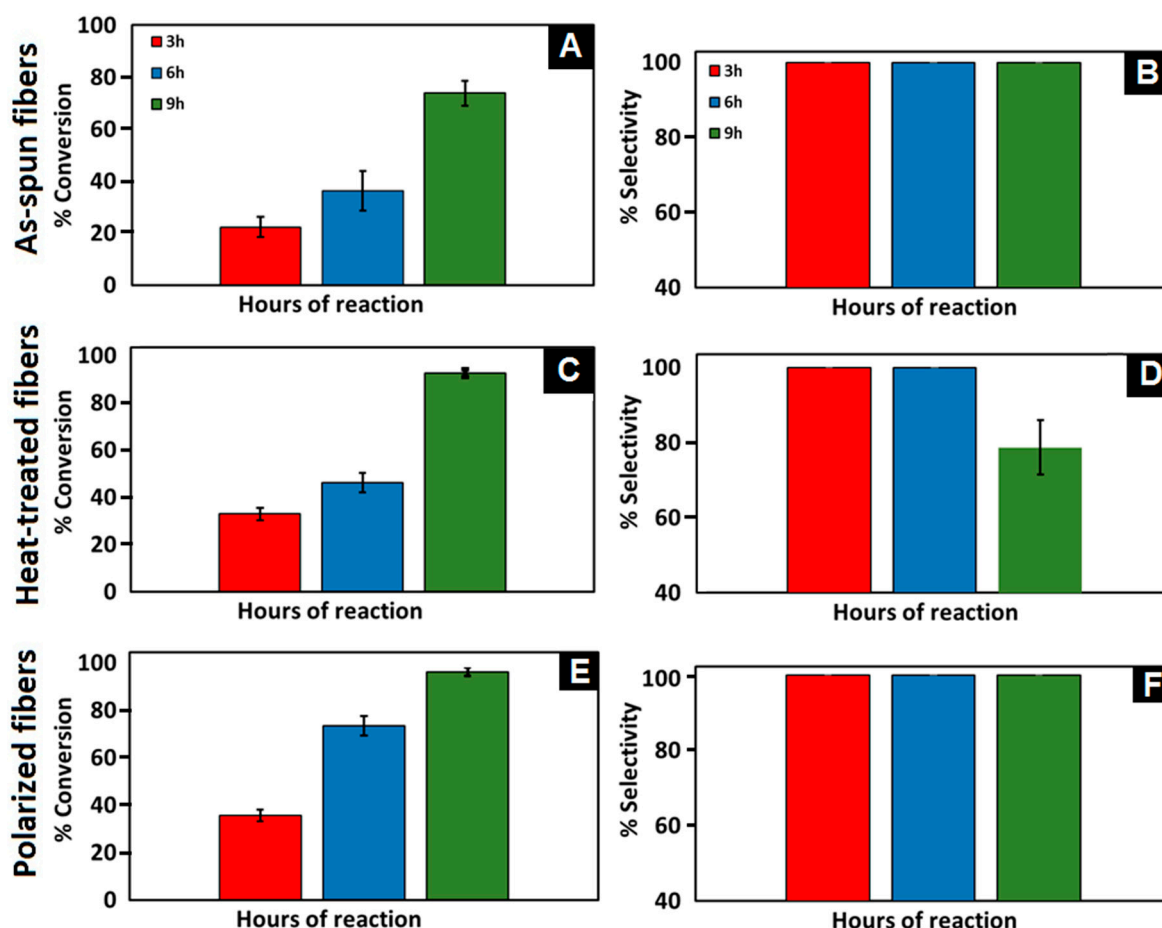 As-spun fibers
% Conversion
100
80
60
40
20
0
3h
6h
9h
A
Hours of reaction
% Selectivity
100
80
60
40
3h
6h
9h
B
Hours of reaction
Heat-treated fibers
% Conversion
100
80
60
40
20
0
C
Hours of reaction
% Selectivity
100
80
60
40
D
Hours of reaction
Polarized fibers
% Conversion
100
80
60
40
20
0
E
Hours of reaction
% Selectivity
100
80
60
40
F
Hours of reaction